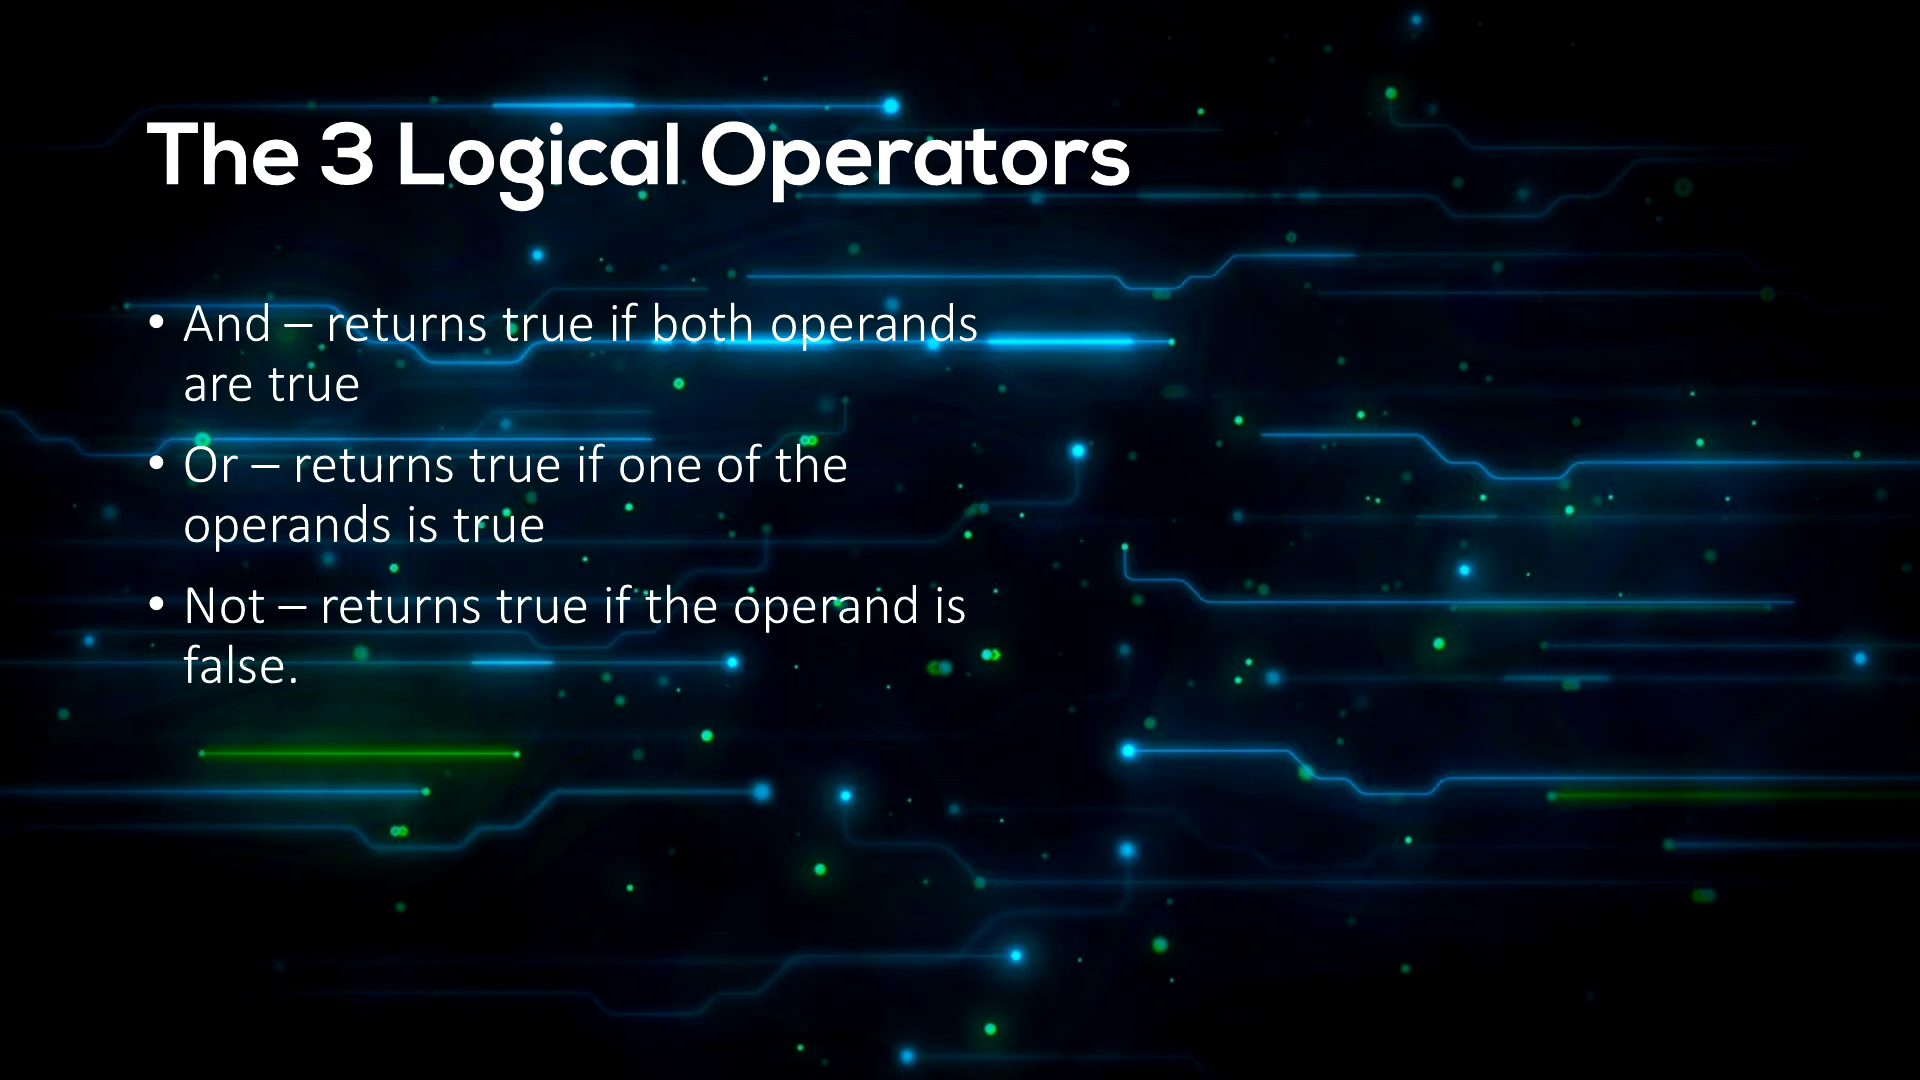 The 3 Logical Operators
• And – returns true if both operands
are true
• Or – returns true if one of the
operands is true
• Not – returns true if the operand is
false.